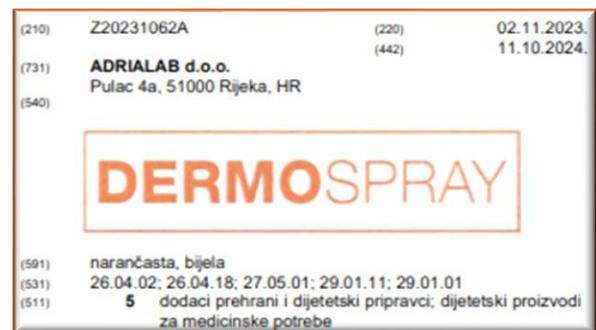 (210) Z20231062A (220) 02.11.2023.
(442) 11.10.2024.
(731) ADRIALAB d.o.o.
Pulac 4a, 51000 Rijeka, HR
(540)
DERMOSPRAY
(591) narančasta, bijela
(531) 26.04.02; 26.04.18; 27.05.01; 29.01.11; 29.01.01
(511) 5 dodaci prehrani i dijetetski pripravci; dijetetski proizvodi
za medicinske potrebe